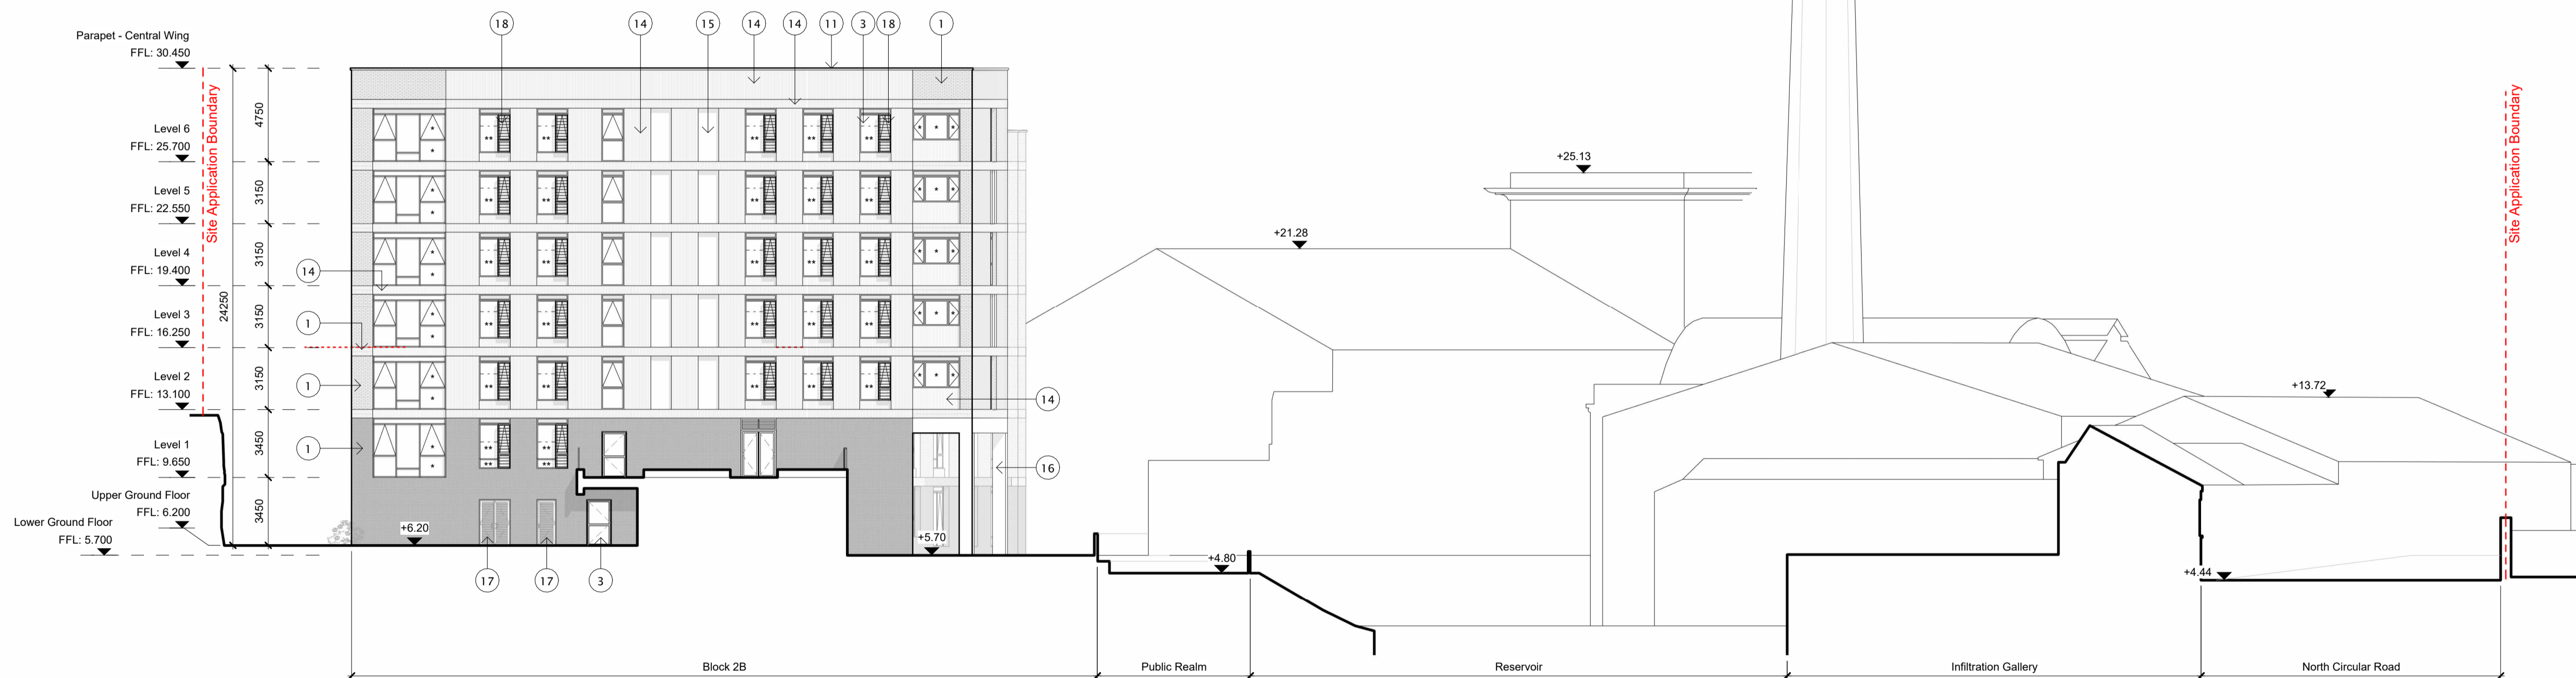 18
14
15
14
14
11
3
18
1
Parapet - Central Wing
FFL: 30.450
Site Application Boundary
24250
4750
Level 6
FFL: 25.700
3150
Level 5
FFL: 22.550
3150
Level 4
FFL: 19.400
3150
Level 3
FFL: 16.250
3150
Level 2
FFL: 13.100
3450
Level 1
FFL: 9.650
3450
Upper Ground Floor
FFL: 6.200
Lower Ground Floor
FFL: 5.700
14
1
1
1
14
16
+6.20
+5.70
17
17
3
+4.80
+21.28
+25.13
+13.72
+4.44
Site Application Boundary
Block 2B
Public Realm
Reservoir
Infiltration Gallery
North Circular Road